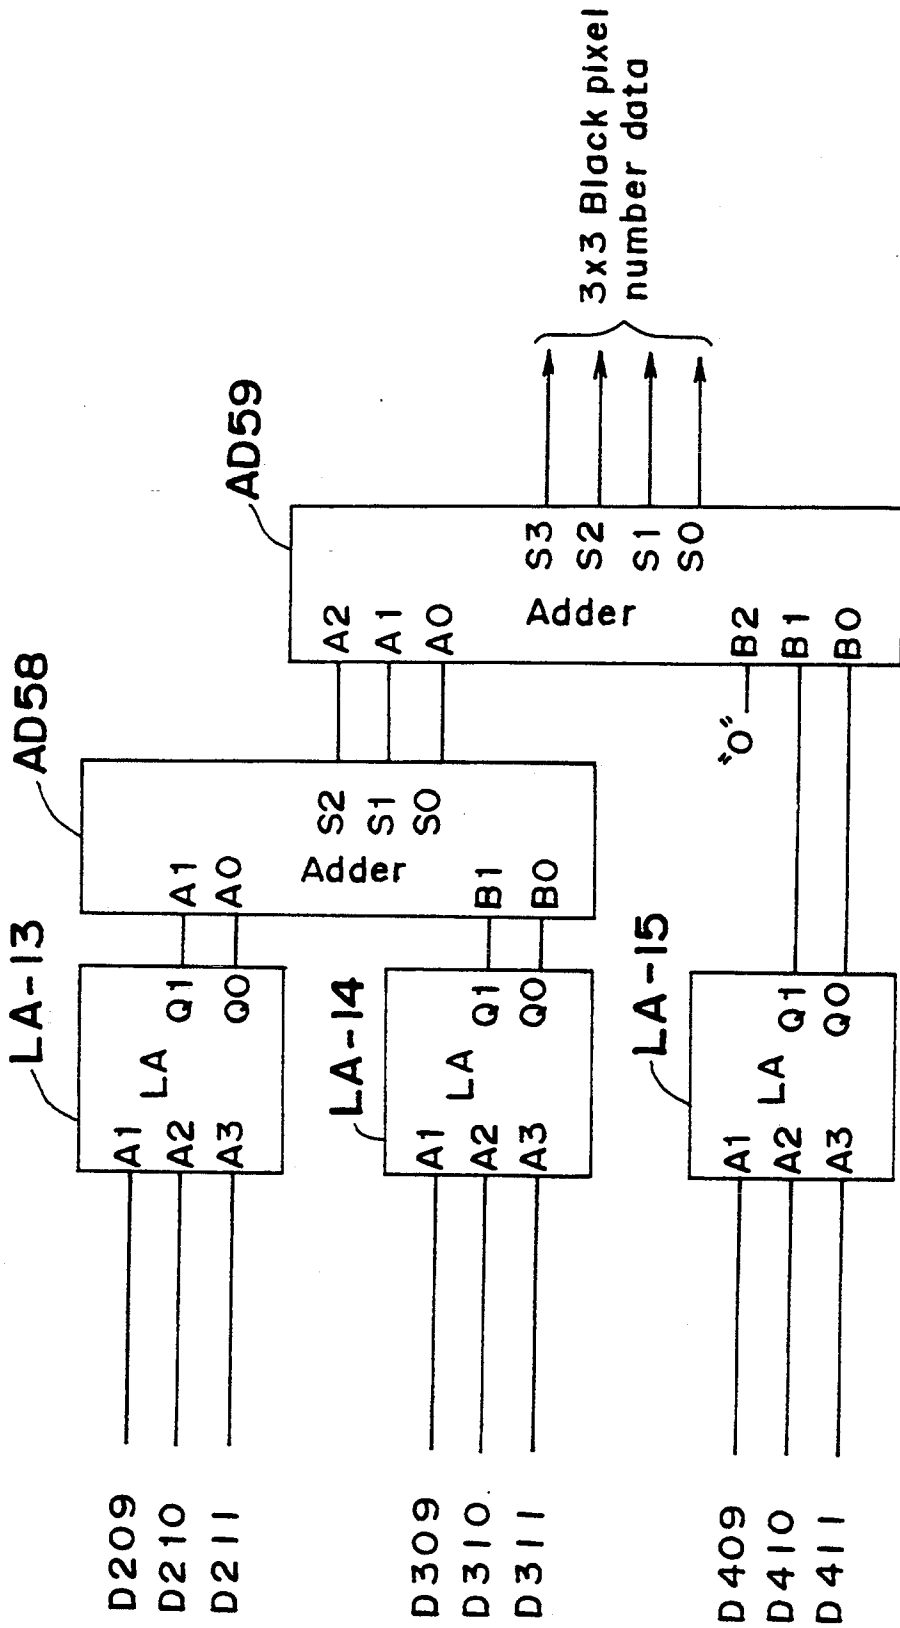 D209
D210
D211
D309
D310
D311
D409
D410
D411
LA-13
A1
A2
A3
LA
Q1
Q0
LA-14
A1
A2
A3
LA
Q1
Q0
LA-15
A1
A2
A3
LA
Q1
Q0
AD58
A1
A0
B1
B0
Adder
S2
S1
S0
"0"
AD59
A2
A1
A0
B2
B1
B0
Adder
S3
S2
S1
S0
3x3 Black pixel
number data